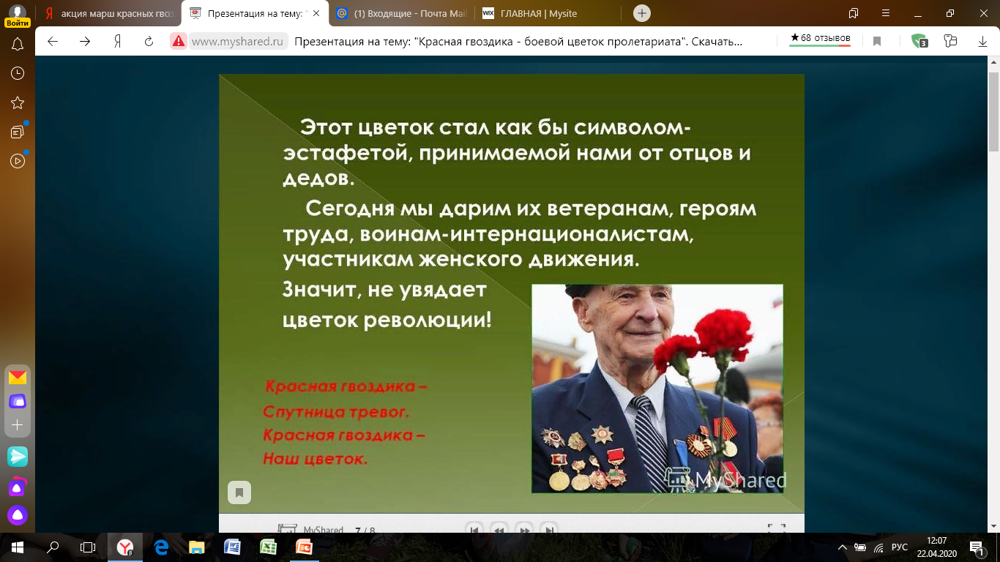 Войти
акция марш красных гвоз
Презентация на тему: "
(1) Входящие - Почта Mail
WIX ГЛАВНАЯ | Mysite
www.myshared.ru Презентация на тему: "Красная гвоздика - боевой цветок пролетариата". Скачать... ★68 отзывов 3
Этот цветок стал как бы символом-
эстафетой, принимаемой нами от отцов и
дедов.
Сегодня мы дарим их ветеранам, героям
труда, воинам-интернационалистам,
участникам женского движения.
Значит, не увядает
цветок революции!
Красная гвоздика –
Спутница тревог.
Красная гвоздика –
Наш цветок.
MyShared
MyShared 7 / 8
РУС
12:07
22.04.2020
1